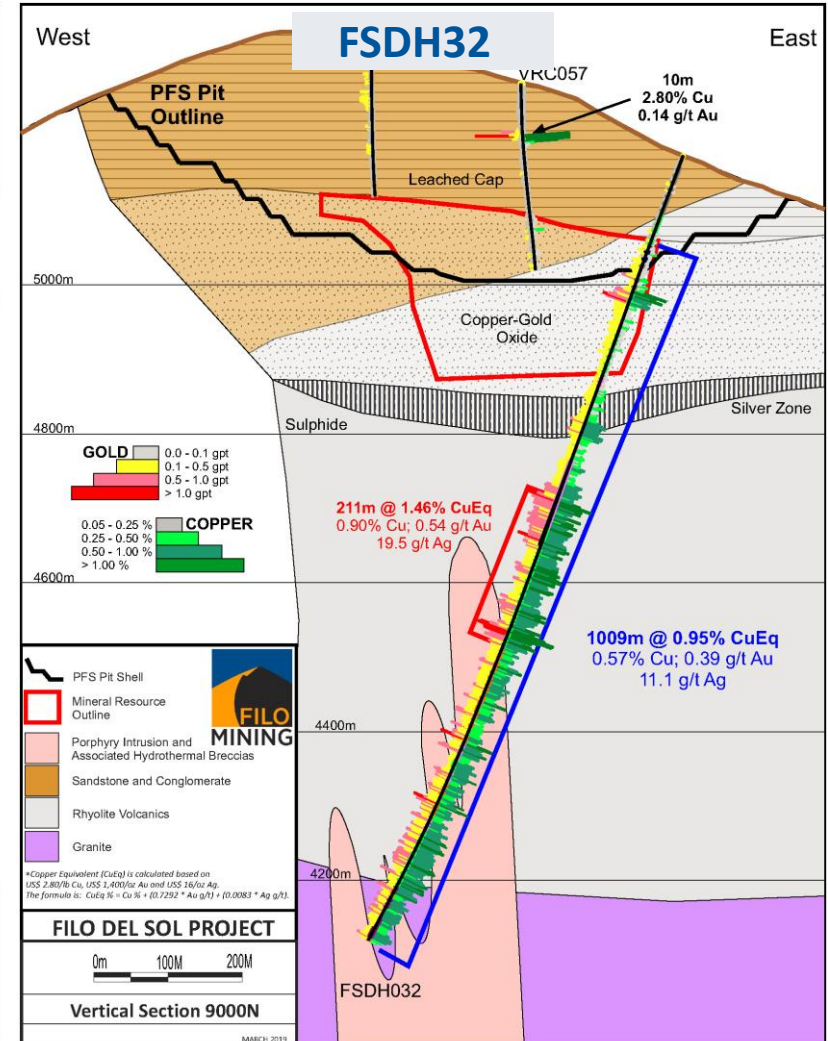 FSDH32
West
East
VRC057
10m
2.80% Cu
0.14 g/t Au
PFS Pit
Outline
Leached Cap
5000m
Copper-Gold
Oxide
Silver Zone
Sulphide
4800m
GOLD
0.0 - 0.1 gpt
0.1 - 0.5 gpt
0.5 - 1.0 gpt
> 1.0 gpt
COPPER
0.05 - 0.25 %
0.25 - 0.50 %
0.50 - 1.00 %
> 1.00 %
211m @ 1.46% CuEq
0.90% Cu; 0.54 g/t Au
19.5 g/t Ag
4600m
1009m @ 0.95% CuEq
0.57% Cu; 0.39 g/t Au
11.1 g/t Ag
PFS Pit Shell
Mineral Resource
Outline
FILO
MINING
Porphyry Intrusion and
Associated Hydrothermal Breccias
Sandstone and Conglomerate
Rhyolite Volcanics
Granite
4400m
4200m
*Copper Equivalent (CuEq) is calculated based on
US$ 2.80/lb Cu, US$ 1,400/oz Au and US$ 16/oz Ag.
The formula is: CuEq % = Cu % + (0.7292 * Au g/t) + (0.0083 * Ag g/t).
FILO DEL SOL PROJECT
0m 100M 200M
FSDH032
Vertical Section 9000N
MARCH 2019